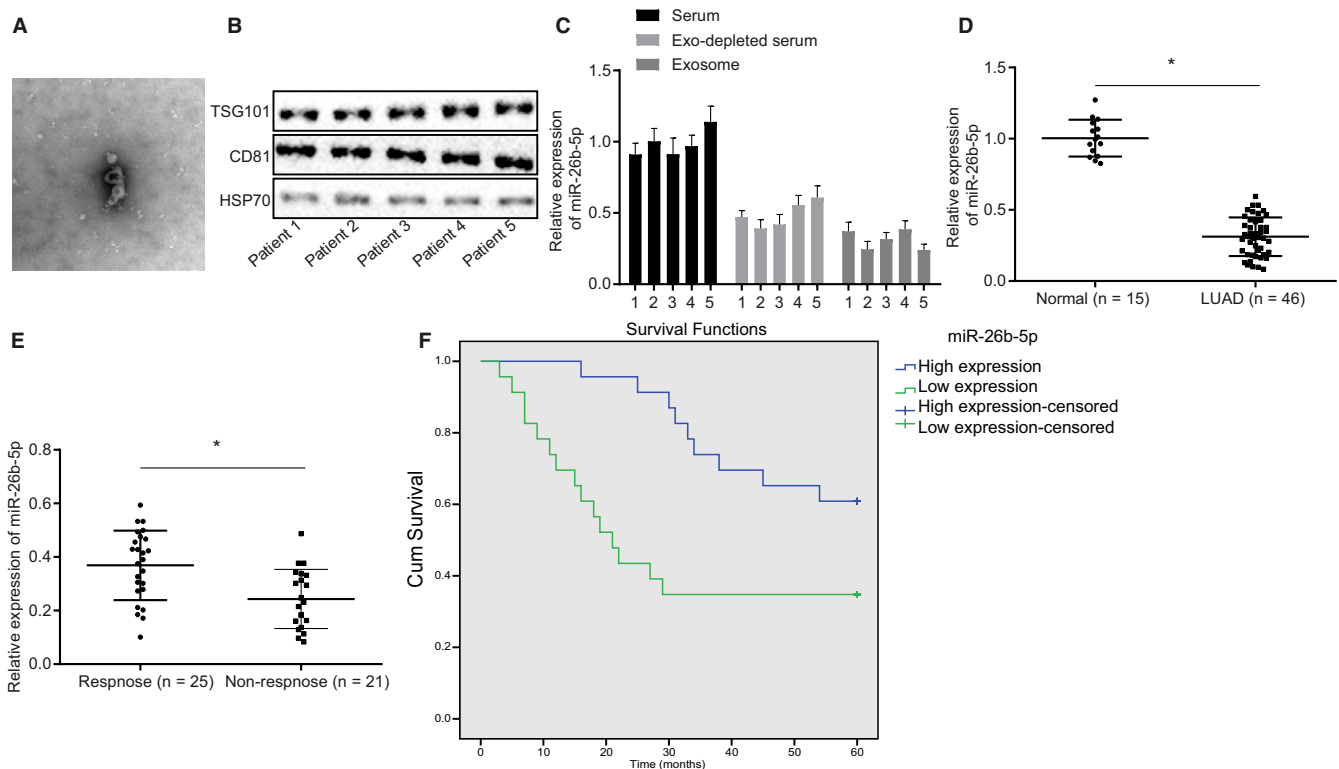 A
B
TSG101
CD81
HSP70
Patient 1
Patient 2
Patient 3
Patient 4
Patient 5
C
Serum
Exo-depleted serum
Exosome
Relative expression
of miR-26b-5p
1.5
1.0
0.5
0.0
1 2 3 4 5 1 2 3 4 5 1 2 3 4 5
D
Relative expression
of miR-26b-5p
1.5
1.0
0.5
0.0
*
Normal (n = 15) LUAD (n = 46)
E
Relative expression of miR-26b-5p
0.8
0.6
0.4
0.2
0.0
*
Respnose (n = 25) Non-respnose (n = 21)
F
Survival Functions
Cum Survival
1.0
0.8
0.6
0.4
0.2
0.0
0 10 20 30 40 50 60
Time (months)
miR-26b-5p
High expression
Low expression
High expression-censored
Low expression-censored